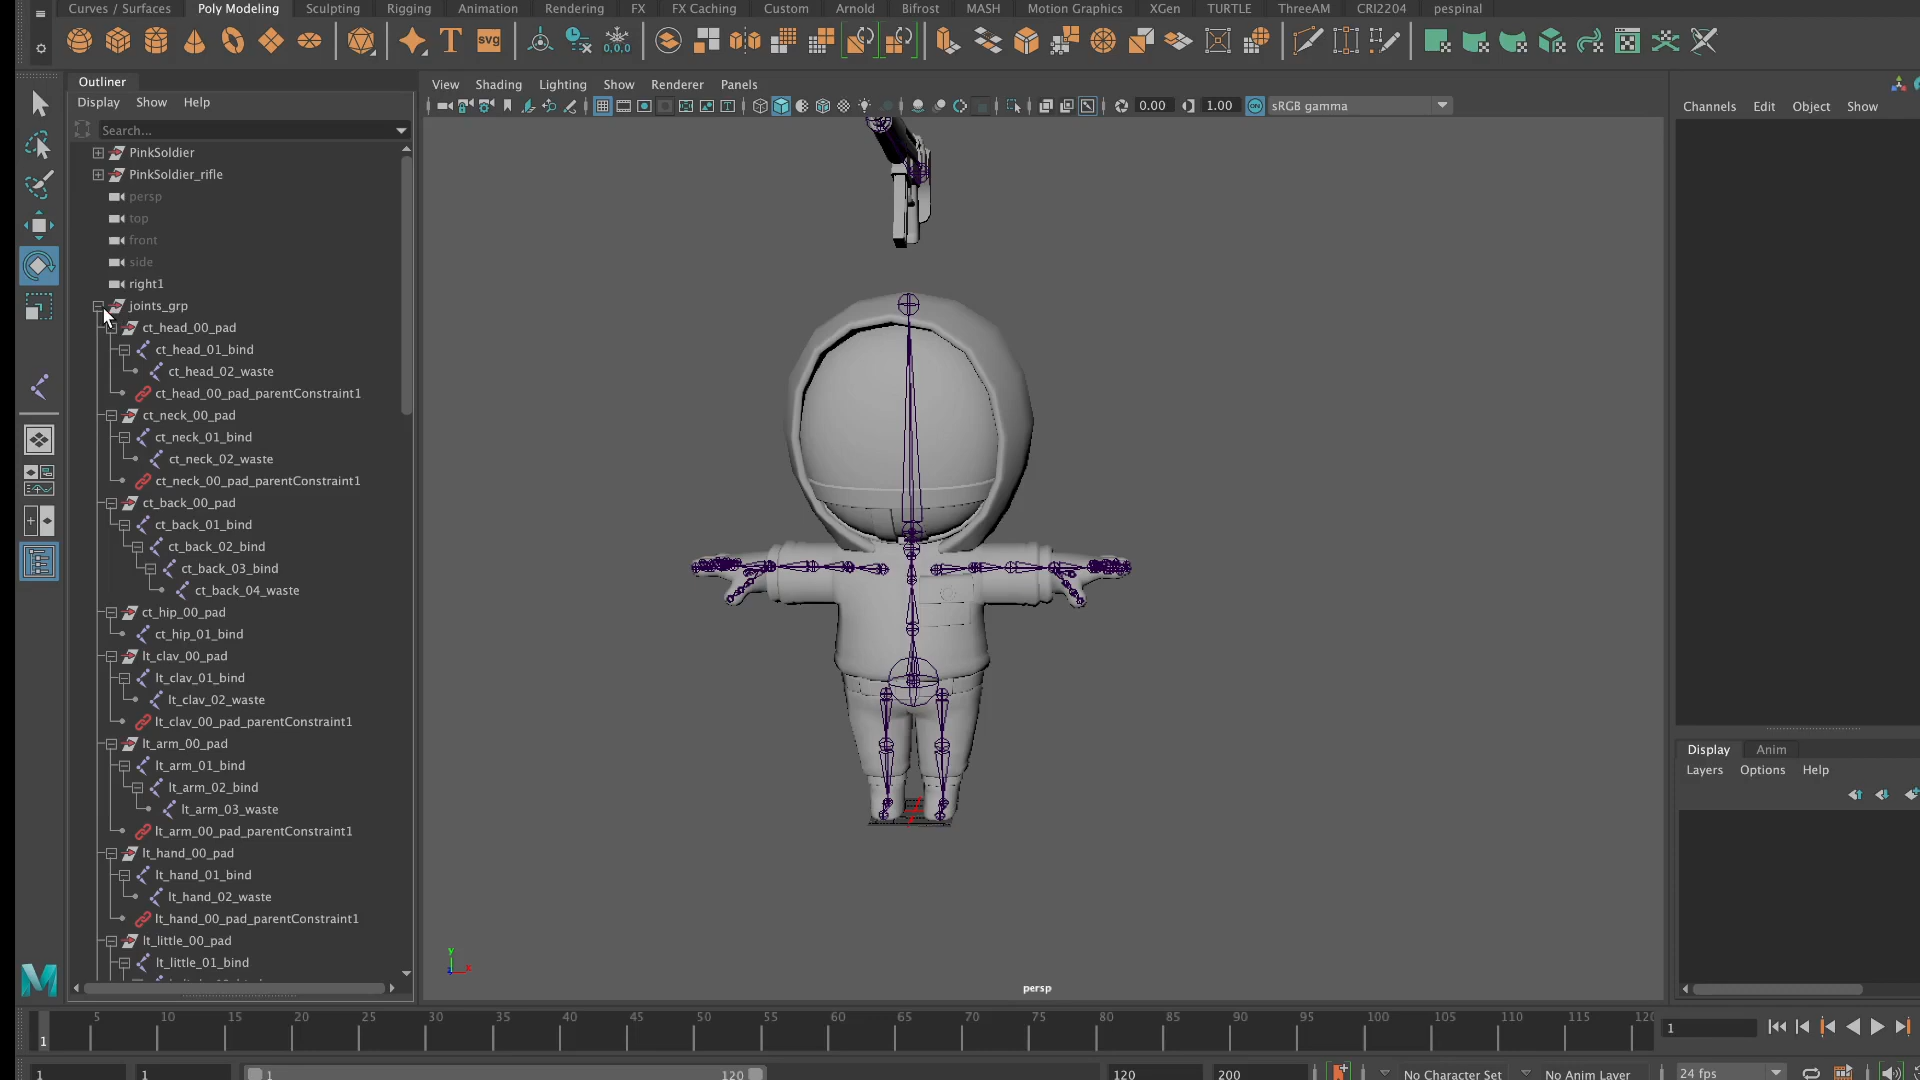 Curves / Surfaces Poly Modeling Sculpting Rigging Animation Rendering FX FX Caching Custom Arnold Bifrost MASH Motion Graphics XGen TURTLE ThreeAM CRI2204 pespinal
T svg 0,0,0
Outliner
Display Show Help
Search...
PinkSoldier
PinkSoldier_rifle
persp
top
front
side
right1
joints_grp
ct_head_00_pad
ct_head_01_bind
ct_head_02_waste
ct_head_00_pad_parentConstraint1
ct_neck_00_pad
ct_neck_01_bind
ct_neck_02_waste
ct_neck_00_pad_parentConstraint1
ct_back_00_pad
ct_back_01_bind
ct_back_02_bind
ct_back_03_bind
ct_back_04_waste
ct_hip_00_pad
ct_hip_01_bind
lt_clav_00_pad
lt_clav_01_bind
lt_clav_02_waste
lt_clav_00_pad_parentConstraint1
lt_arm_00_pad
lt_arm_01_bind
lt_arm_02_bind
lt_arm_03_waste
lt_arm_00_pad_parentConstraint1
lt_hand_00_pad
lt_hand_01_bind
lt_hand_02_waste
lt_hand_00_pad_parentConstraint1
lt_little_00_pad
lt_little_01_bind
M
View Shading Lighting Show Renderer Panels
0.00 1.00 ON sRGB gamma
y
x
persp
Channels Edit Object Show
Display Anim
Layers Options Help
5 10 15 20 25 30 35 40 45 50 55 60 65 70 75 80 85 90 95 100 105 110 115 120
1 1
1 1 1 120 120 200 No Character Set No Anim Layer 24 fps